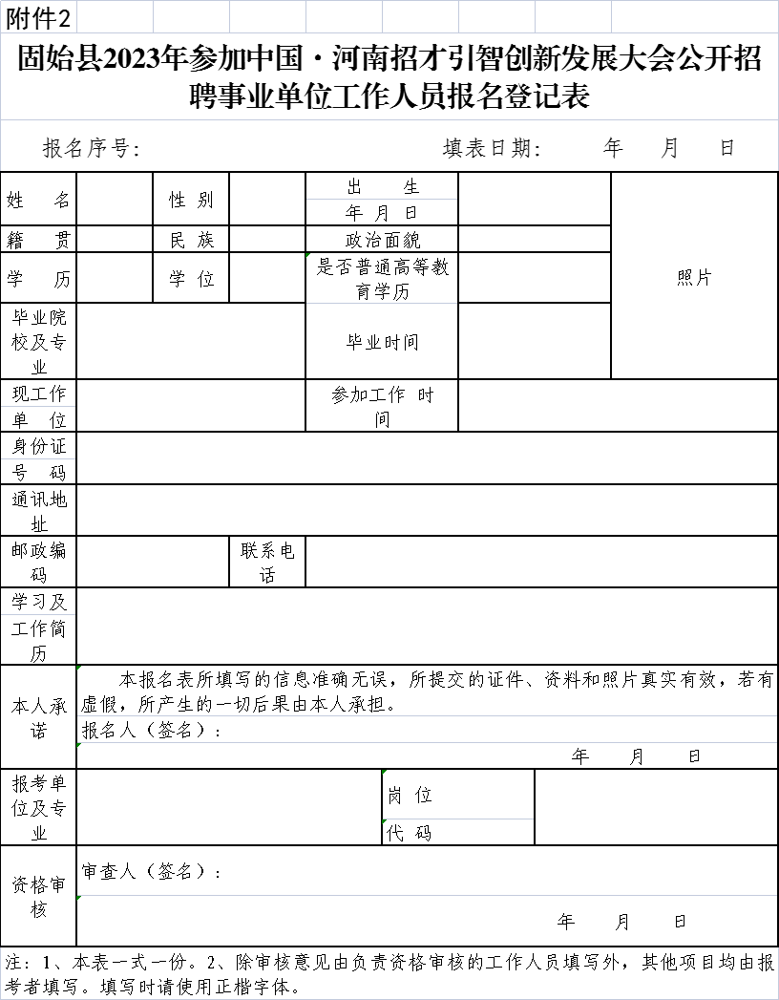 附件2
固始县2023年参加中国·河南招才引智创新发展大会公开招
聘事业单位工作人员报名登记表
报名序号： 填表日期： 年 月 日
姓 名 性 别 出 生
年 月 日
籍 贯 民 族 政治面貌
学 历 学 位 是否普通高等教
育学历
照片
毕业院
校及专
业
毕业时间
现工作
单 位
参加工作 时
间
身份证
号 码
通讯地
址
邮政编
码
联系电
话
学习及
工作简
历
本人承
诺
本报名表所填写的信息准确无误，所提交的证件、资料和照片真实有效，若有
虚假，所产生的一切后果由本人承担。
报名人（签名）：
年 月 日
报考单
位及专
业
岗 位
代 码
资格审
核
审查人（签名）：
年 月 日
注：1、本表一式一份。2、除审核意见由负责资格审核的工作人员填写外，其他项目均由报
考者填写。填写时请使用正楷字体。